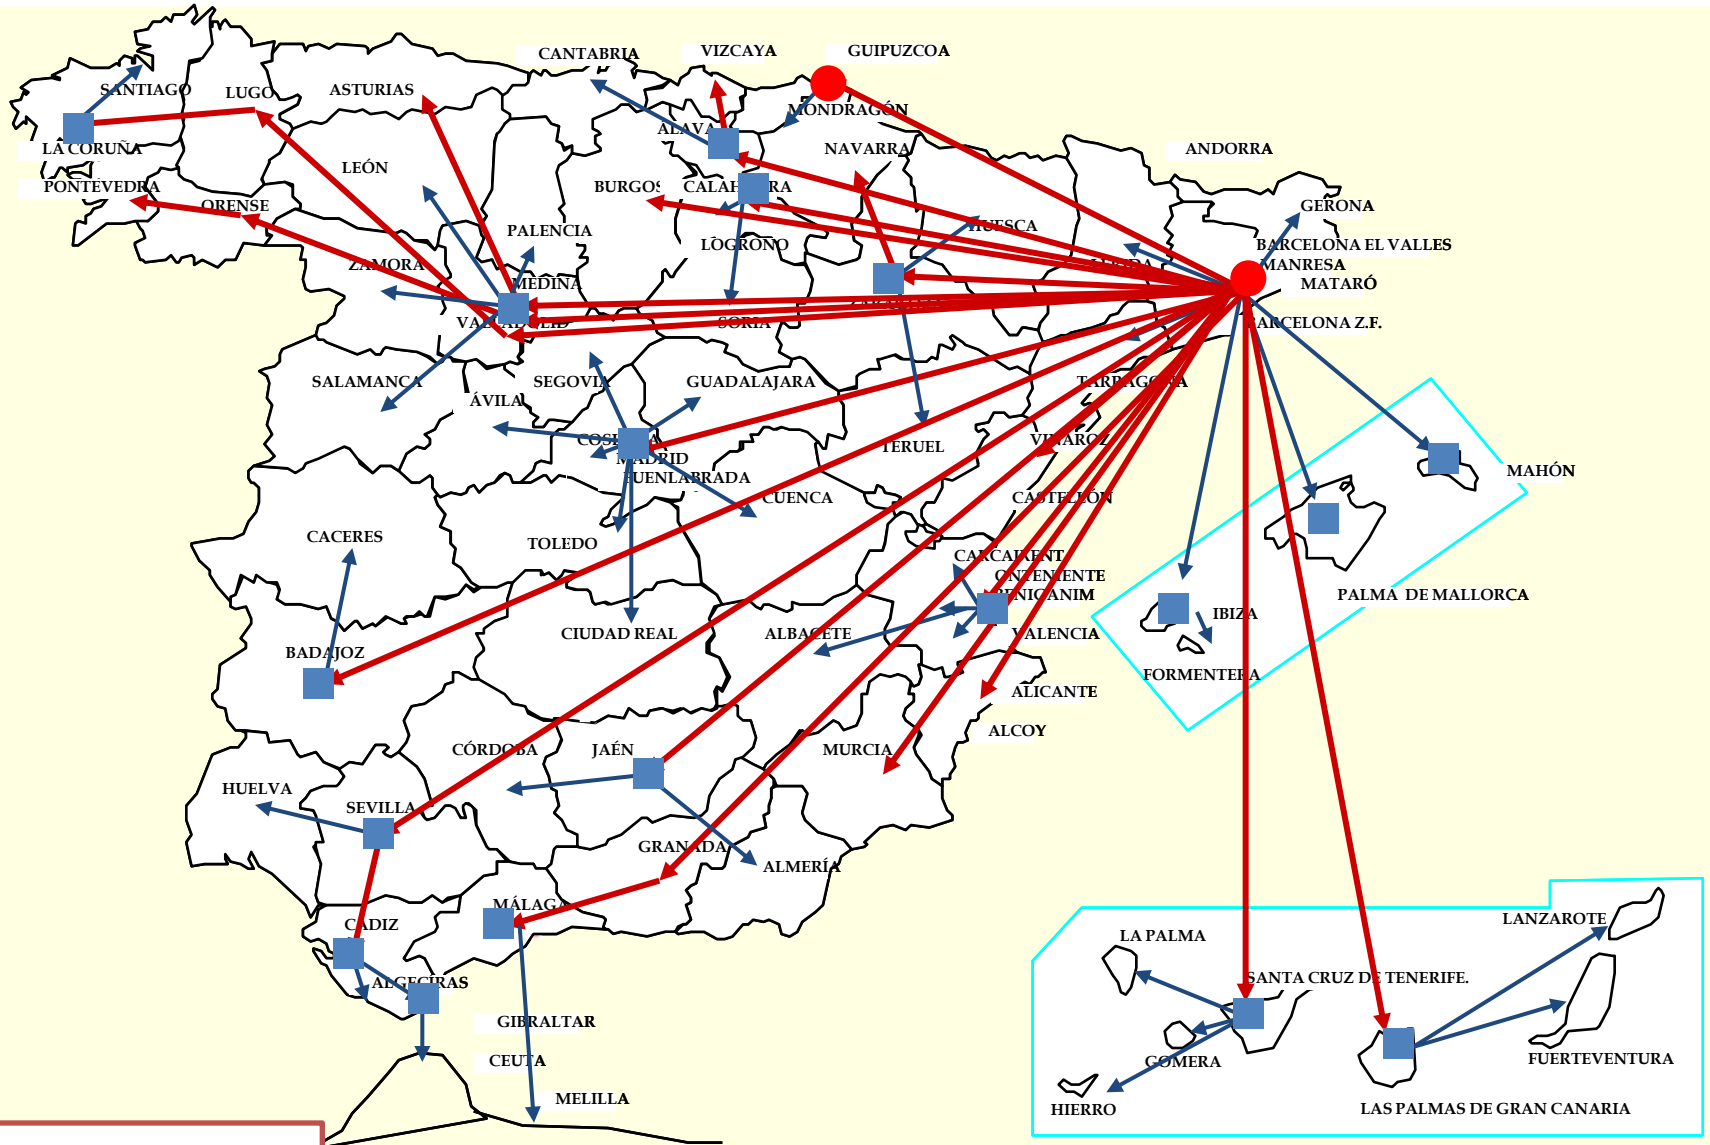 CANTABRIA
VIZCAYA
GUIPUZCOA
SANTIAGO
LUGO
ASTURIAS
MONDRAGÓN
ALAVA
LA CORUÑA
NAVARRA
ANDORRA
LEÓN
PONTEVEDRA
BURGOS
ORENSE
GERONA
PALENCIA
HUESCA
LOGROÑO
BARCELONA EL VALLES
ZAMORA
MANRESA
MEDINA
MATARÓ
VALLADOLID
SORIA
BARCELONA Z.F.
SALAMANCA
SEGOVIA
GUADALAJARA
TARRAGONA
ÁVILA
VINAROZ
TERUEL
MADRID
MAHÓN
FUENLABRADA
CUENCA
CASTELLÓN
CACERES
TOLEDO
CARCAIXENT
ONTENIENTE
BENIGANIM
PALMA DE MALLORCA
IBIZA
CIUDAD REAL
ALBACETE
VALENCIA
BADAJOZ
FORMENTERA
ALICANTE
ALCOY
CÓRDOBA
JAÉN
MURCIA
HUELVA
SEVILLA
GRANADA
ALMERÍA
MÁLAGA
CADIZ
LANZAROTE
LA PALMA
ALGECIRAS
SANTA CRUZ DE TENERIFE.
GIBRALTAR
CEUTA
GOMERA
FUERTEVENTURA
MELILLA
HIERRO
LAS PALMAS DE GRAN CANARIA